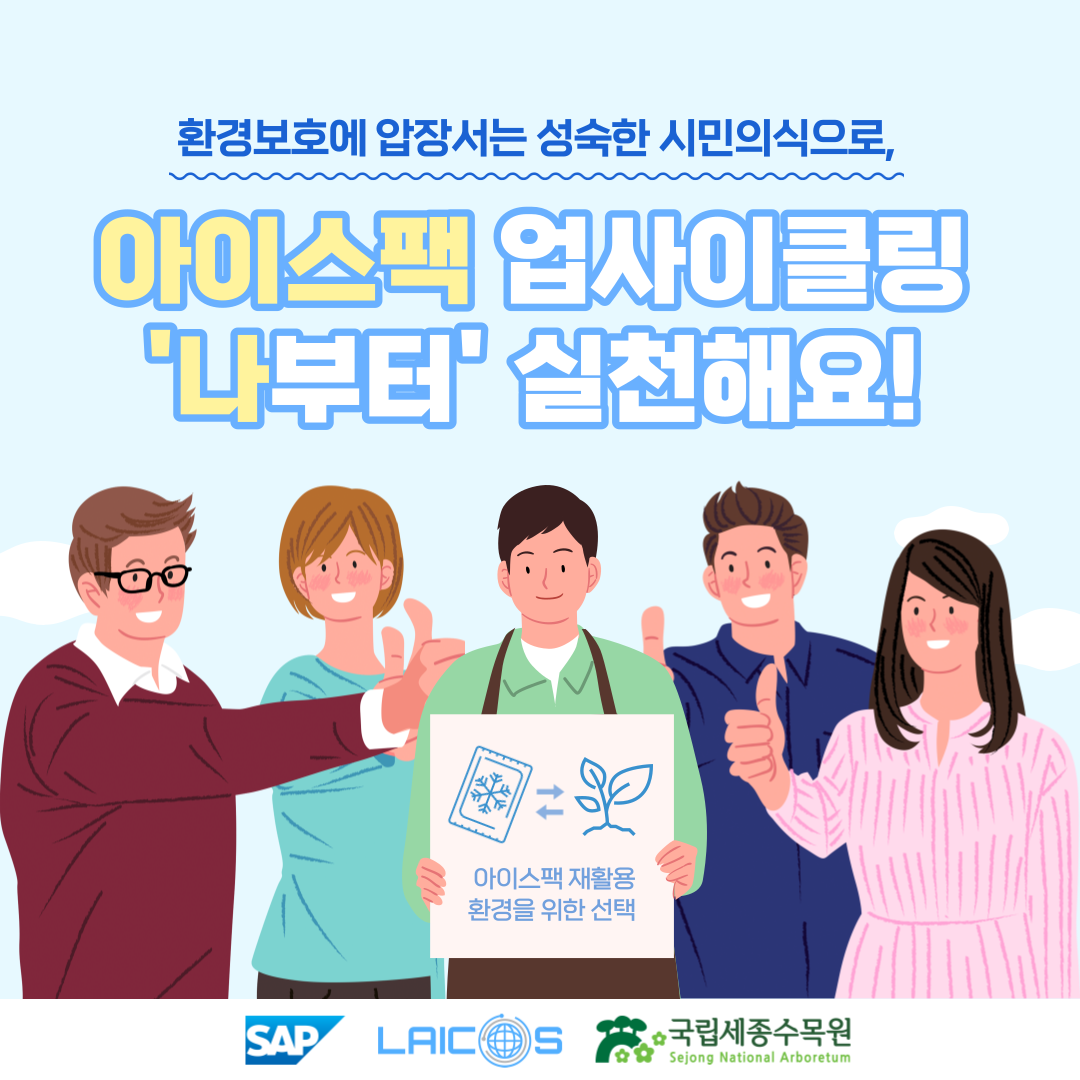 환경보호에 압장서는 성숙한 시민의식으로,
아이스팩 업사이클링
'나부터' 실천해요!
아이스팩 재활용
환경을 위한 선택
SAP
LAICOS
국립세종수목원
Sejong National Arboretum